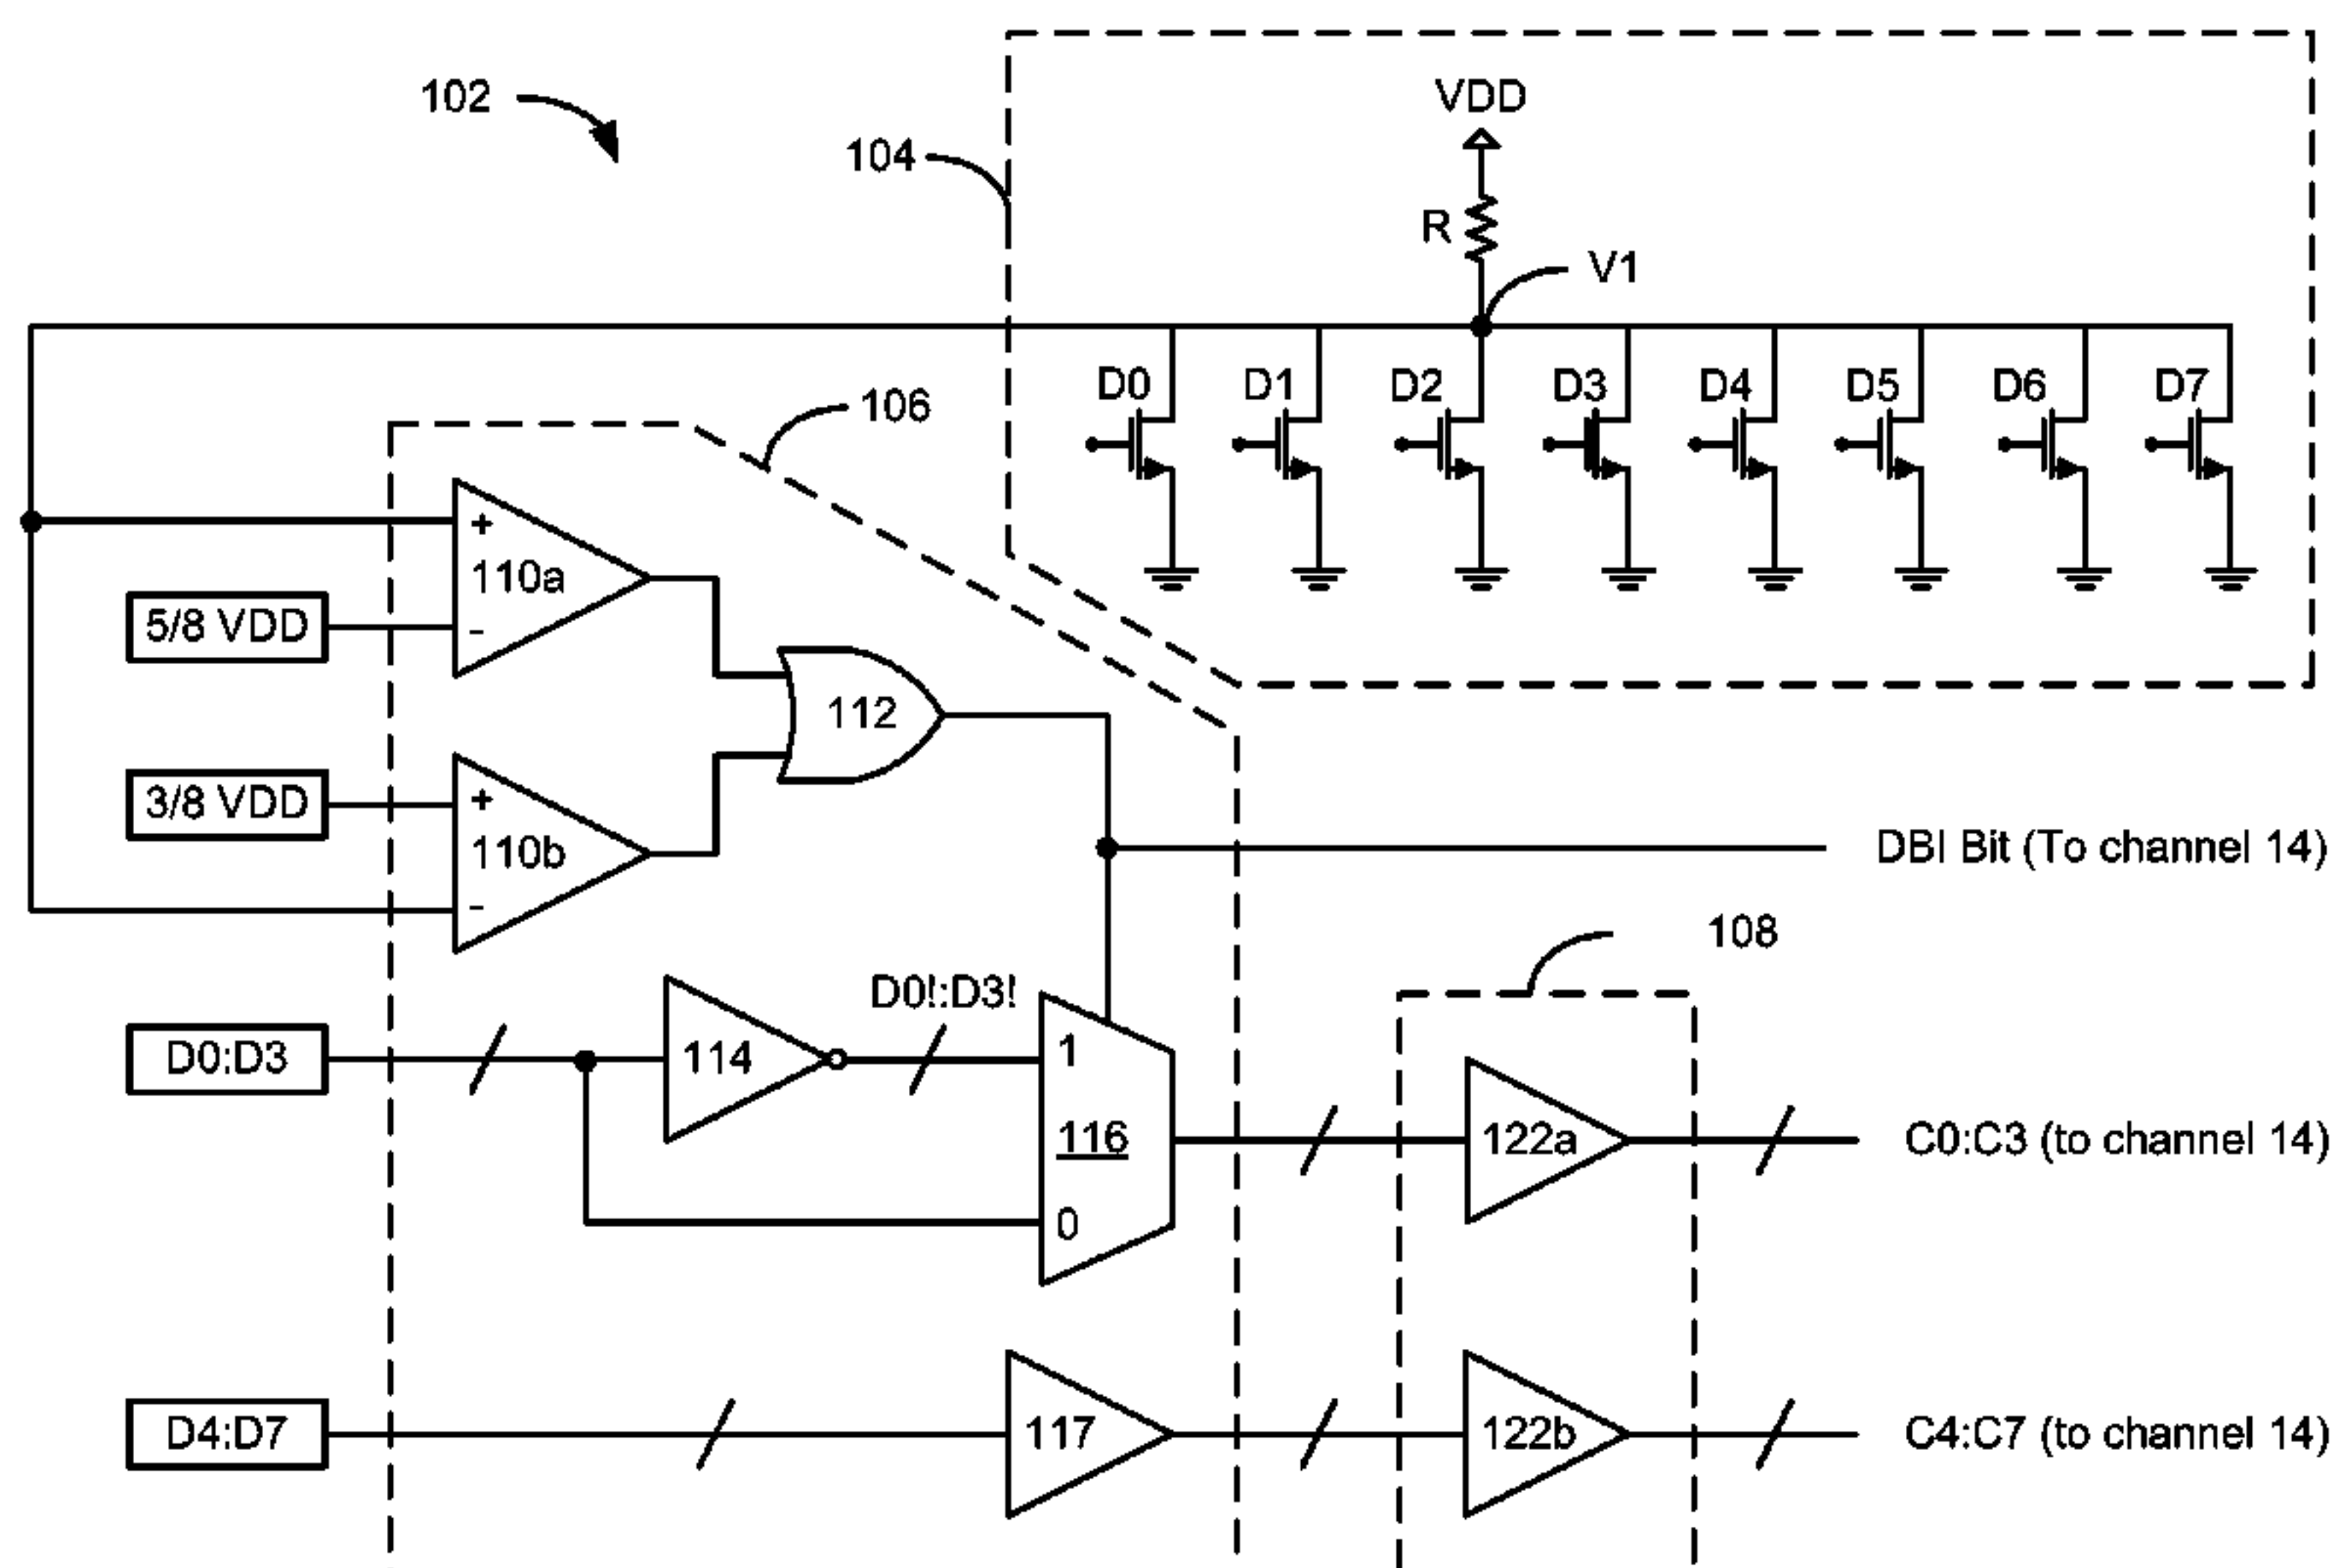 102
104
VDD
R
V1
D0 D1 D2 D3 D4 D5 D6 D7
106
+
110a
5/8 VDD
-
112
3/8 VDD
+
110b
-
DBI Bit (To channel 14)
108
D0!:D3!
D0:D3
114
1
116
0
122a
C0:C3 (to channel 14)
D4:D7
117
122b
C4:C7 (to channel 14)